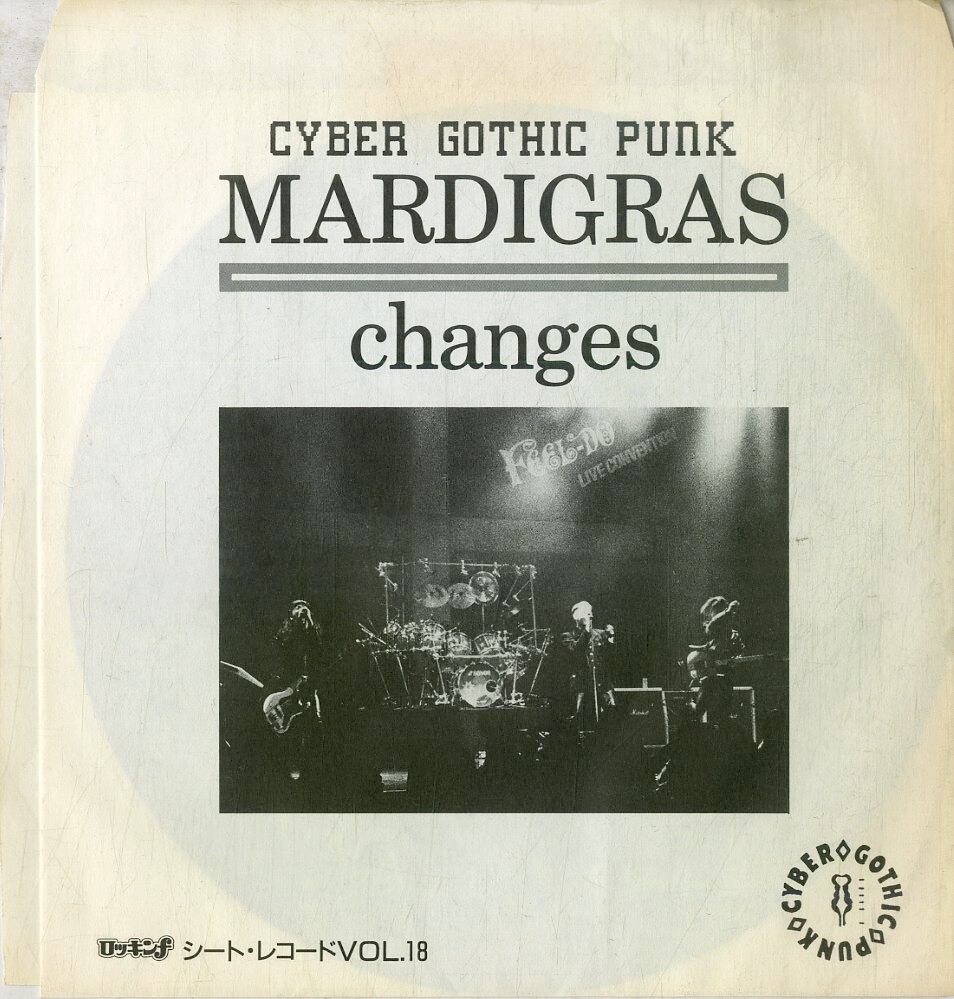 CYBER GOTHIC PUNK
MARDIGRAS
changes
FEEL-DO
LIVE CONVENTION
Marshall
CYBER◇GOTHIC◇PUNK◇
ロッキンf シート・レコードVOL.18